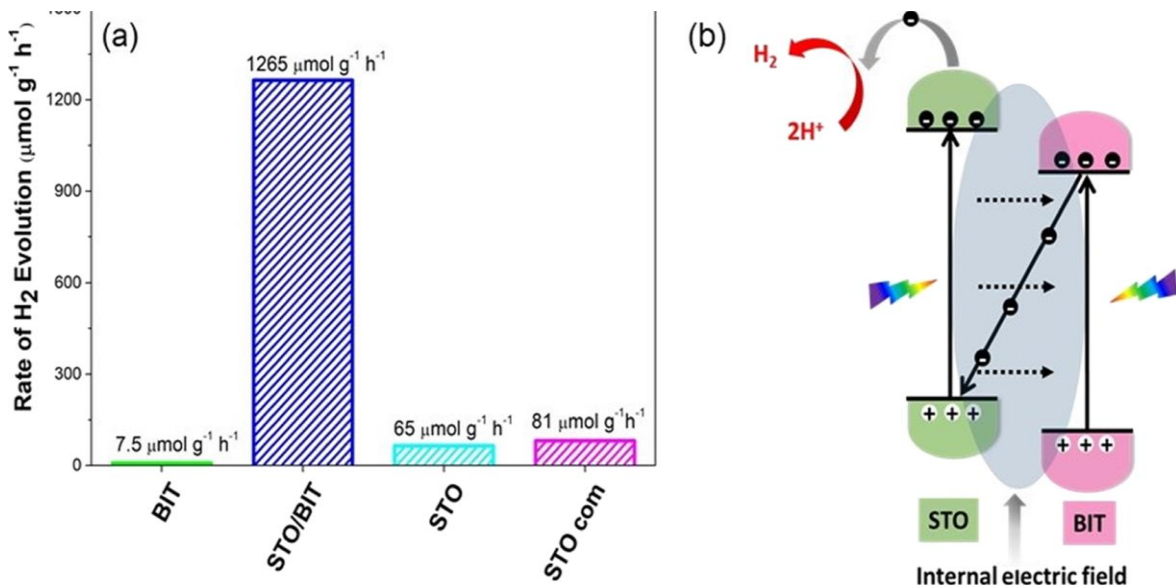 (a)
Rate of H2 Evolution (μmol g-1 h-1)
1200
900
600
300
0
7.5 μmol g-1 h-1
1265 μmol g-1 h-1
65 μmol g-1 h-1
81 μmol g-1h-1
BIT
STO/BIT
STO
STO com
(b)
H2
2H+
STO
BIT
Internal electric field